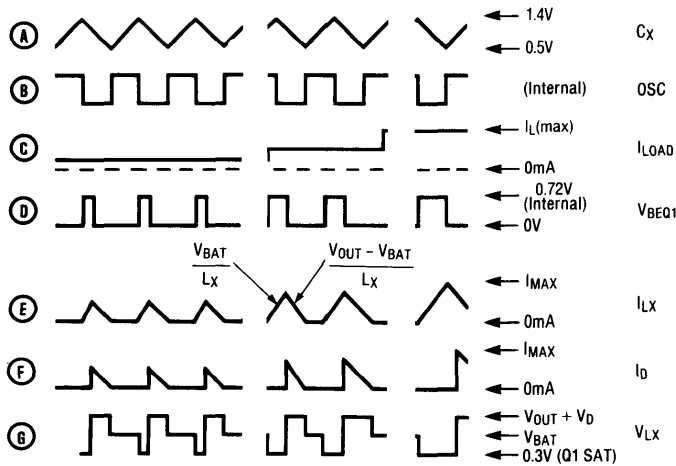 A
1.4V
0.5V
CX
B
(Internal)
OSC
C
IL(max)
0mA
ILOAD
D
0.72V
(Internal)
0V
VBEQ1
VBAT
LX
VOUT – VBAT
LX
E
IMAX
0mA
ILX
F
IMAX
0mA
ID
G
VOUT + VD
VBAT
0.3V (Q1 SAT)
VLX